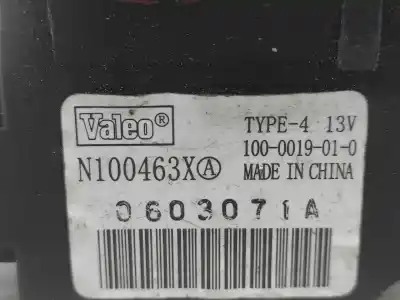 Valeo®
TYPE-4 13V
N100463XⒶ
100-0019-01-0
MADE IN CHINA
0603071A